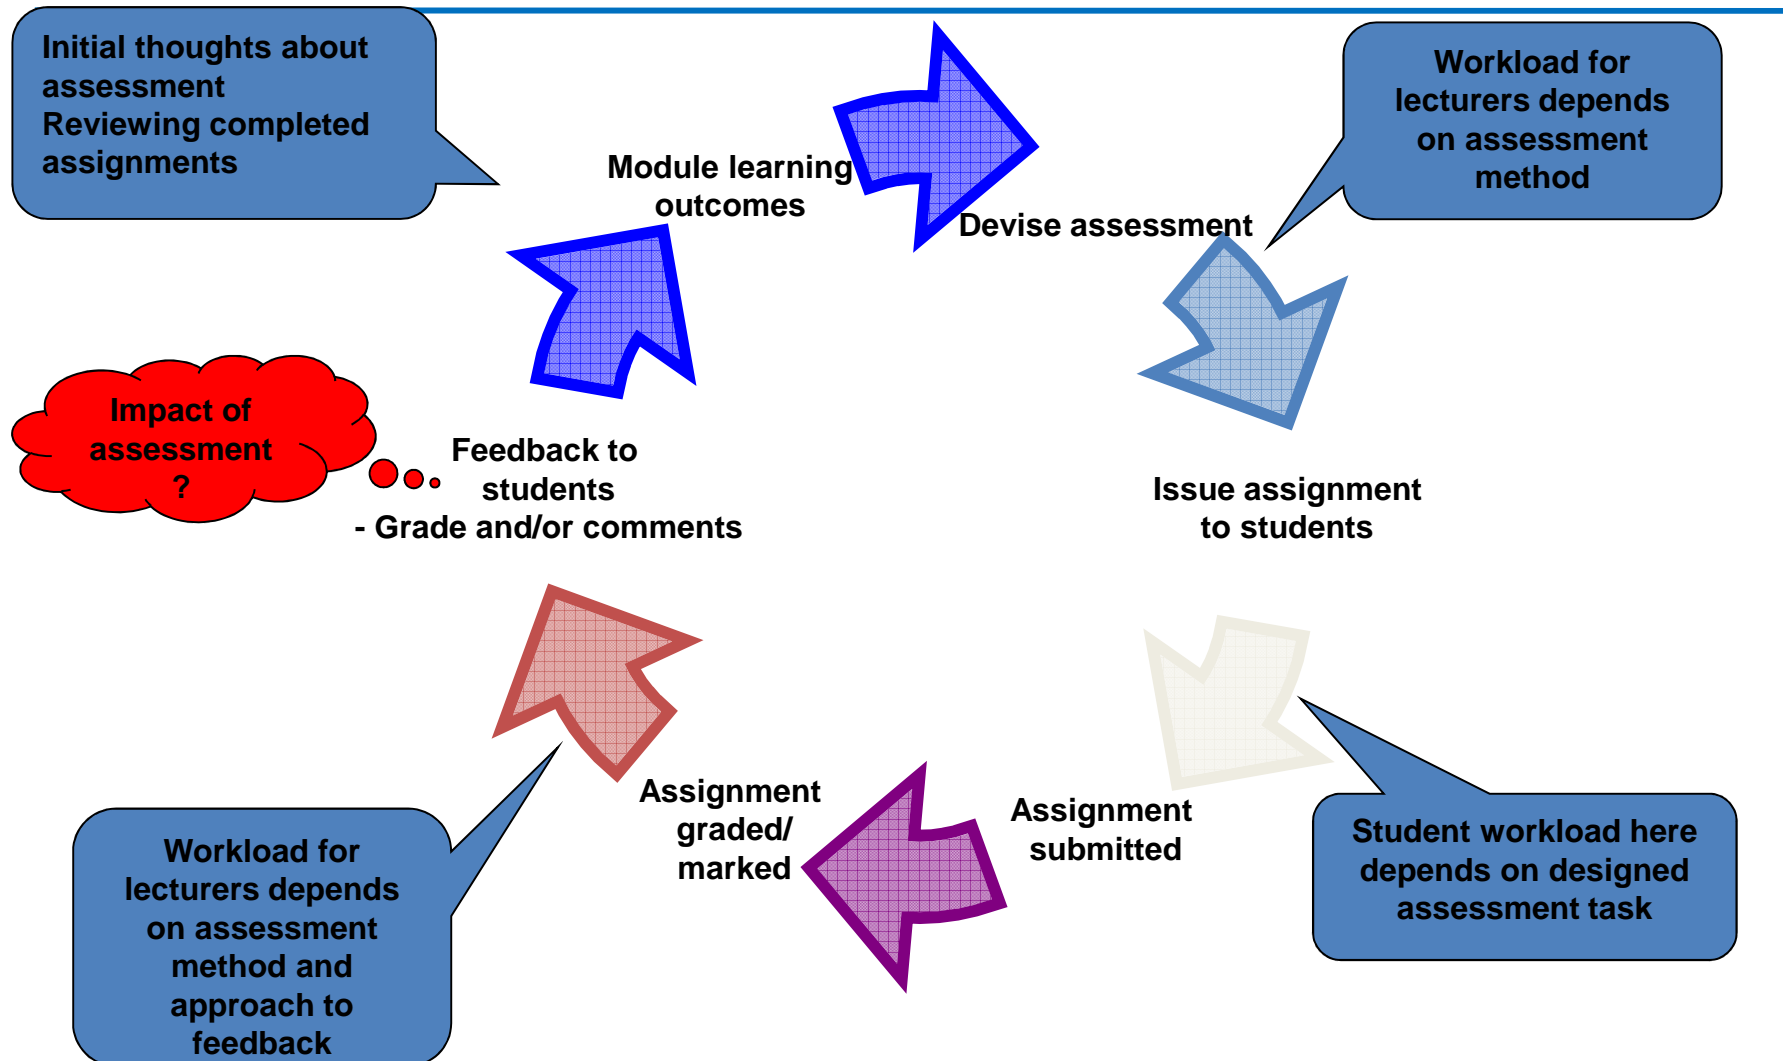 Initial thoughts about
assessment
Reviewing completed
assignments
Module learning
outcomes
Devise assessment
Workload for
lecturers depends
on assessment
method
Impact of
assessment
?
Feedback to
students
- Grade and/or comments
Issue assignment
to students
Assignment
graded/
marked
Assignment
submitted
Student workload here
depends on designed
assessment task
Workload for
lecturers depends
on assessment
method and
approach to
feedback